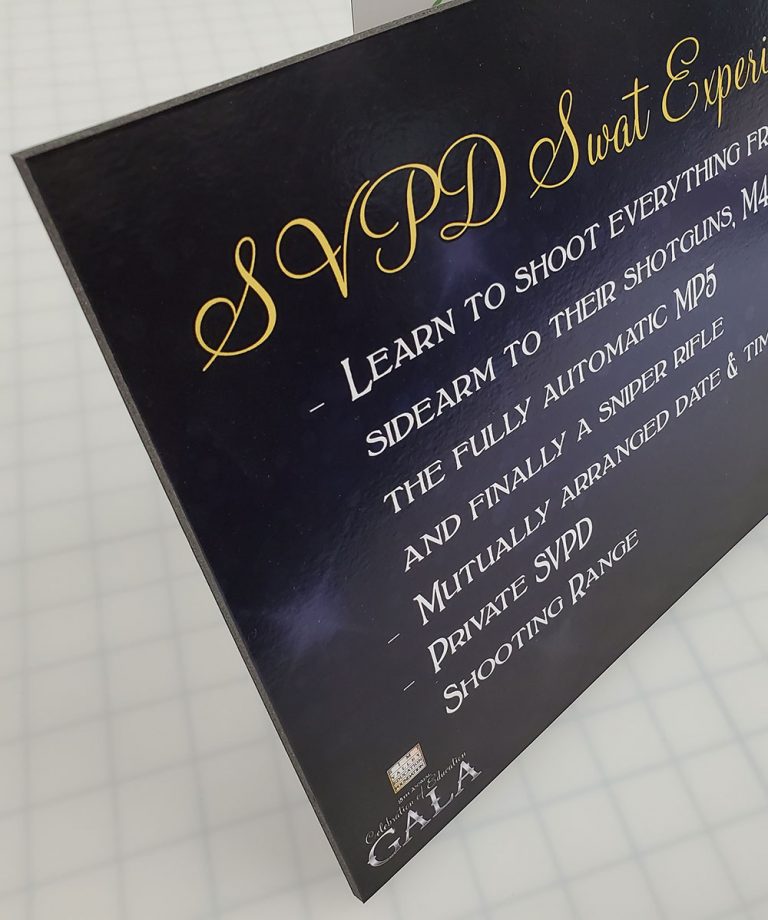 SVPD Swat Experi
- LEARN TO SHOOT EVERYTHING FR
SIDEARM TO THEIR SHOTGUNS, M4
THE FULLY AUTOMATIC MP5
AND FINALLY A SNIPER RIFLE
- MUTUALLY ARRANGED DATE & TIM
- PRIVATE SVPD
SHOOTING RANGE
Celebration of Education
GALA